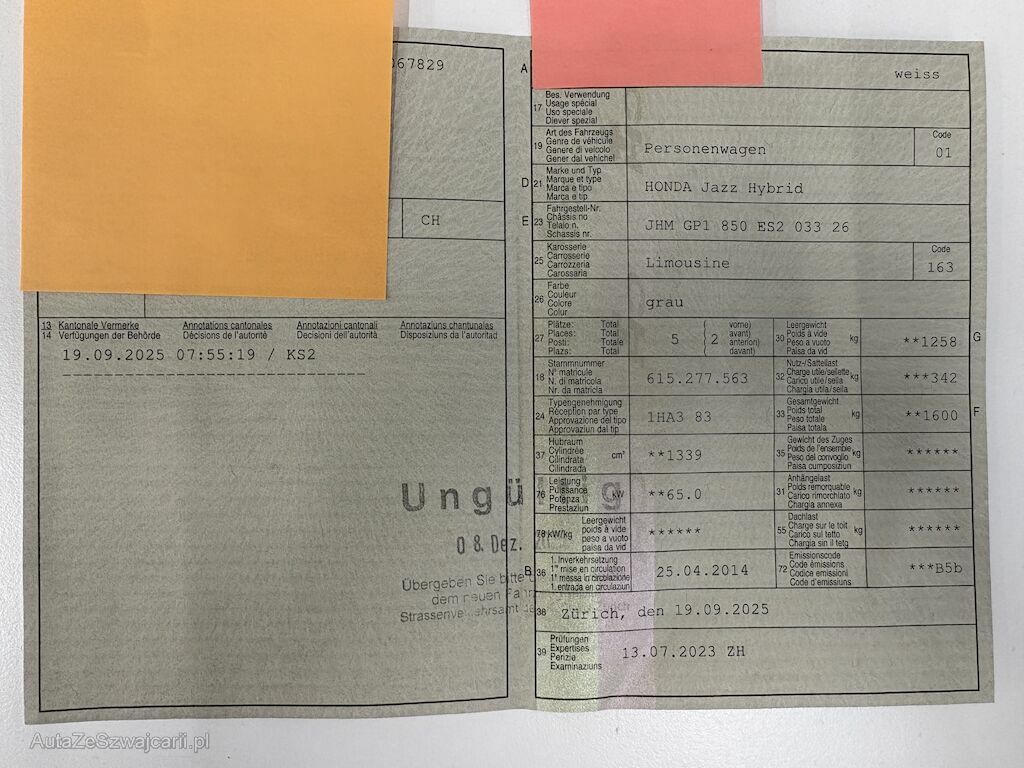 067829
CH
13 Kantonale Vermerke Annotations cantonales Annotazioni cantonali Annotaziuns chantunalas
14 Verfügungen der Behörde Décisions de l'autorité Decisioni dell'autorità Disposiziuns da l'autoritad
19.09.2025 07:55:19 / KS2
Ungül g
08. Dez.
Übergeben Sie bitte
dem neuen Fahr
Strassenve
A weiss
17 Bes. Verwendung
Usage spécial
Uso speciale
Diever spezial
19 Art des Fahrzeugs
Genre de véhicule
Genere di veicolo
Gener dal vehichel
Personenwagen
Code
01
D 21 Marke und Typ
Marque et type
Marca e tipo
Marca e tip
HONDA Jazz Hybrid
E 23 Fahrgestell-Nr.
Châssis no
Telaio n.
Schassis nr.
JHM GP1 850 ES2 033 26
25 Karosserie
Carrosserie
Carrozzeria
Carossaria
Limousine
Code
163
26 Farbe
Couleur
Colore
Colur
grau
27 Plätze: Total
Places: Total
Posti: Totale
Plazs: Total
5 ( 2 vorne)
avant)
anteriori)
davant)
30 Leergewicht
Poids à vide
Peso a vuoto
Paisa da vid
kg **1258 G
18 Stammnummer
N° matricule
N. di matricola
Nr. da matricla
615.277.563
32 Nutz-/Sattellast
Charge utile/sellette
Carico utile/sella
Chargia utila/sella
kg ***342
24 Typengenehmigung
Réception par type
Approvazione del tipo
Approvaziun dal tip
1HA3 83
33 Gesamtgewicht
Poids total
Peso totale
Paisa totala
kg **1600 F
37 Hubraum
Cylindrée
Cilindrata
Cilindrada
cm³ **1339
35 Gewicht des Zuges
Poids de l'ensemble
Peso del convoglio
Paisa cumposiziun
kg ******
76 Leistung
Puissance
Potenza
Prestaziun
kW **65.0
31 Anhängelast
Poids remorquable
Carico rimorchiato
Chargia annexa
kg ******
78 kW/kg Leergewicht
poids à vide
peso a vuoto
paisa da vid
******
55 Dachlast
Charge sur le toit
Carico sul tetto
Chargia sin il tetg
kg ******
B 36 1. Inverkehrsetzung
1re mise en circulation
1a messa in circolazione
1. entrada en circulaziun
25.04.2014
72 Emissionscode
Code émissions
Codice emissioni
Code d'emissiuns
***B5b
38 Zürich, den 19.09.2025
39 Prüfungen
Expertises
Perizie
Examinaziuns
13.07.2023 ZH
AutaZeSzwajcarii.pl